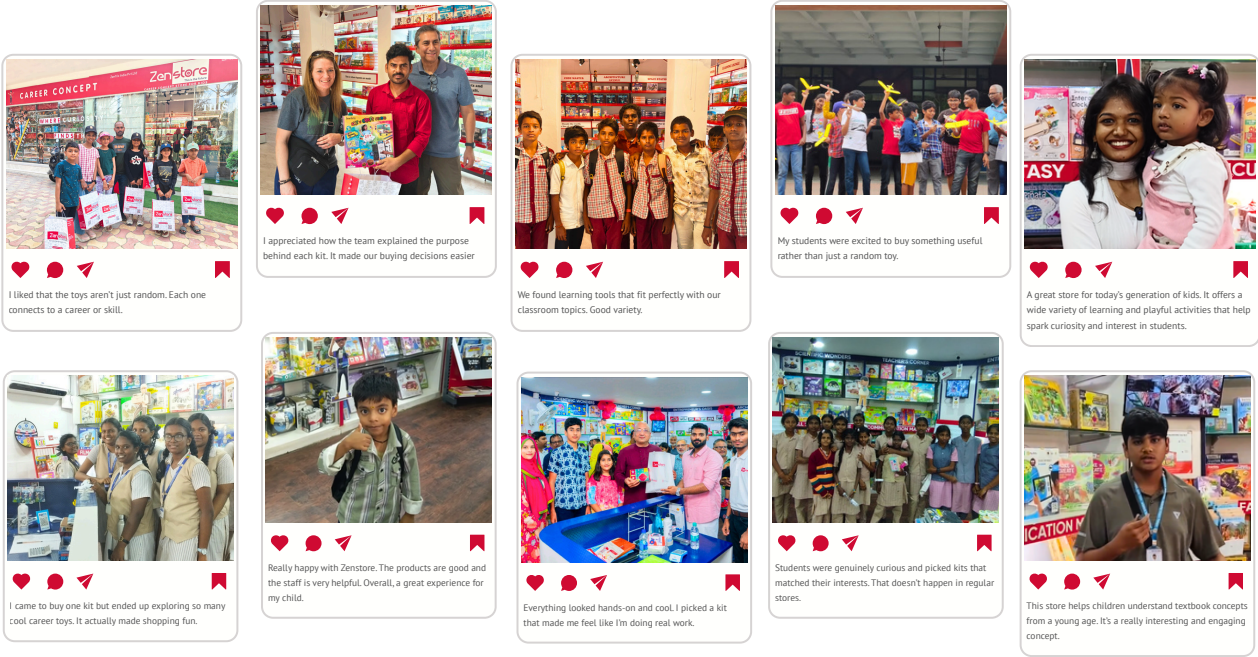 CAREER CONCEPT
Zenstore
WHERE CURIOSITY
I liked that the toys aren't just random. Each one
connects to a career or skill.
I appreciated how the team explained the purpose
behind each kit. It made our buying decisions easier
We found learning tools that fit perfectly with our
classroom topics. Good variety.
My students were excited to buy something useful
rather than just a random toy.
TASY
CU
A great store for today's generation of kids. It offers a
wide variety of learning and playful activities that help
spark curiosity and interest in students.
I came to buy one kit but ended up exploring so many
cool career toys. It actually made shopping fun.
Really happy with Zenstore. The products are good and
the staff is very helpful. Overall, a great experience for
my child.
Everything looked hands-on and cool. I picked a kit
that made me feel like I'm doing real work.
SCIENTIFIC WONDERS
TEACHER'S CORNER
Students were genuinely curious and picked kits that
matched their interests. That doesn't happen in regular
stores.
ICATION M
This store helps children understand textbook concepts
from a young age. It's a really interesting and engaging
concept.